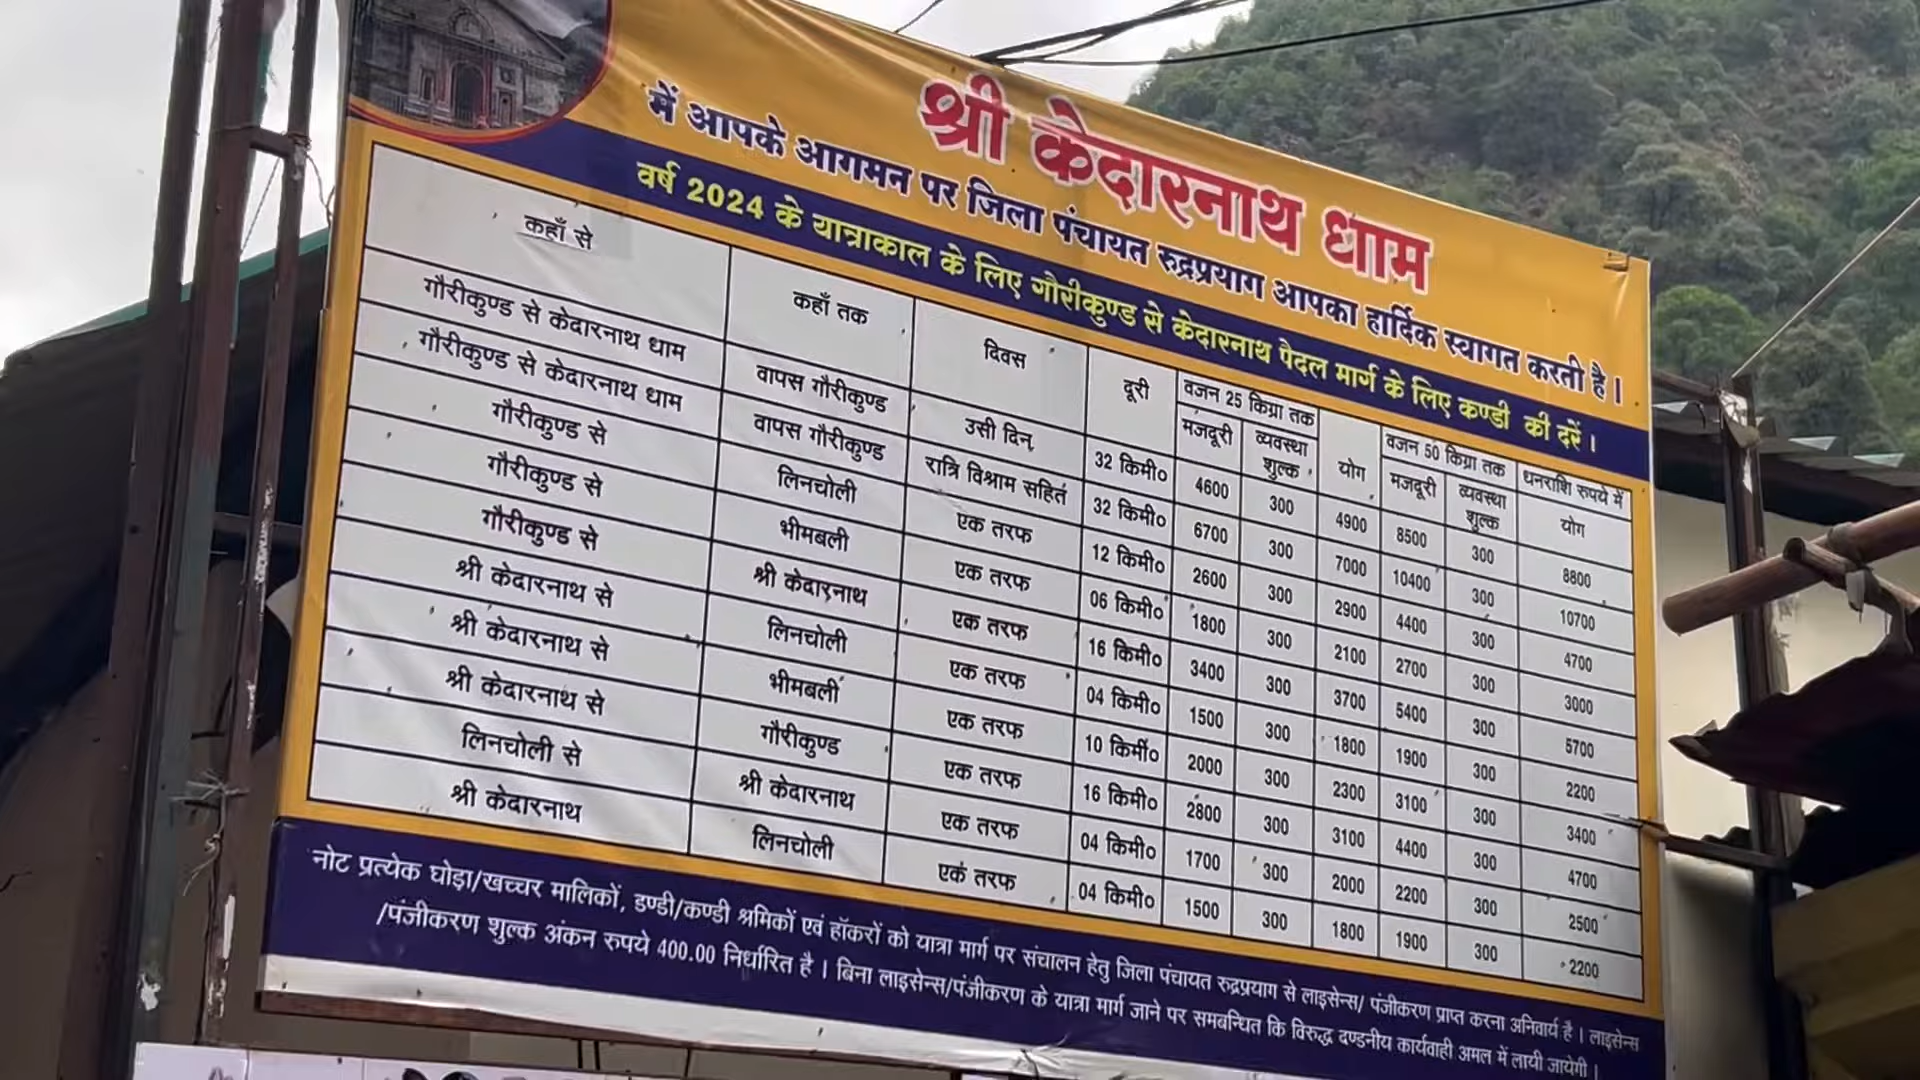 श्री केदारनाथ धाम
में आपके आगमन पर जिला पंचायत रुद्रप्रयाग आपका हार्दिक स्वागत करती है।
वर्ष 2024 के यात्राकाल के लिए गौरीकुण्ड से केदारनाथ पैदल मार्ग के लिए कण्डी की दरें।
कहाँ से कहाँ तक दिवस दूरी वजन 25 किग्रा तक योग वजन 50 किग्रा तक धनराशि रुपये में
मजदूरी व्यवस्था शुल्क मजदूरी व्यवस्था शुल्क योग
गौरीकुण्ड से केदारनाथ धाम वापस गौरीकुण्ड उसी दिन 32 किमी० 4600 300 4900 8500 300 8800
गौरीकुण्ड से केदारनाथ धाम वापस गौरीकुण्ड रात्रि विश्राम सहित 32 किमी० 6700 300 7000 10400 300 10700
गौरीकुण्ड से लिनचोली एक तरफ 12 किमी० 2600 300 2900 4400 300 4700
गौरीकुण्ड से भीमबली एक तरफ 06 किमी० 1800 300 2100 2700 300 3000
गौरीकुण्ड से श्री केदारनाथ एक तरफ 16 किमी० 3400 300 3700 5400 300 5700
श्री केदारनाथ से लिनचोली एक तरफ 04 किमी० 1500 300 1800 1900 300 2200
श्री केदारनाथ से भीमबली एक तरफ 10 किमी० 2000 300 2300 3100 300 3400
श्री केदारनाथ से गौरीकुण्ड एक तरफ 16 किमी० 2800 300 3100 4400 300 4700
लिनचोली से श्री केदारनाथ एक तरफ 04 किमी० 1700 300 2000 2200 300 2500
श्री केदारनाथ लिनचोली एक तरफ 04 किमी० 1500 300 1800 1900 300 2200
नोट प्रत्येक घोड़ा/खच्चर मालिकों, डण्डी/कण्डी श्रमिकों एवं हॉकरों को यात्रा मार्ग पर संचालन हेतु जिला पंचायत रुद्रप्रयाग से लाइसेन्स/ पंजीकरण प्राप्त करना अनिवार्य है। लाइसेन्स
/पंजीकरण शुल्क अंकन रुपये 400.00 निर्धारित है। बिना लाइसेन्स/पंजीकरण के यात्रा मार्ग जाने पर समबन्धित कि विरुद्ध दण्डनीय कार्यवाही अमल में लायी जायेगी।